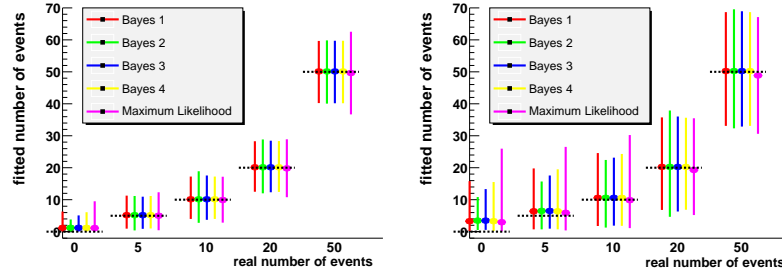 fitted number of events
70
60
50
40
30
20
10
0
Bayes 1
Bayes 2
Bayes 3
Bayes 4
Maximum Likelihood
0 5 10 20 50
real number of events
fitted number of events
70
60
50
40
30
20
10
0
Bayes 1
Bayes 2
Bayes 3
Bayes 4
Maximum Likelihood
0 5 10 20 50
real number of events